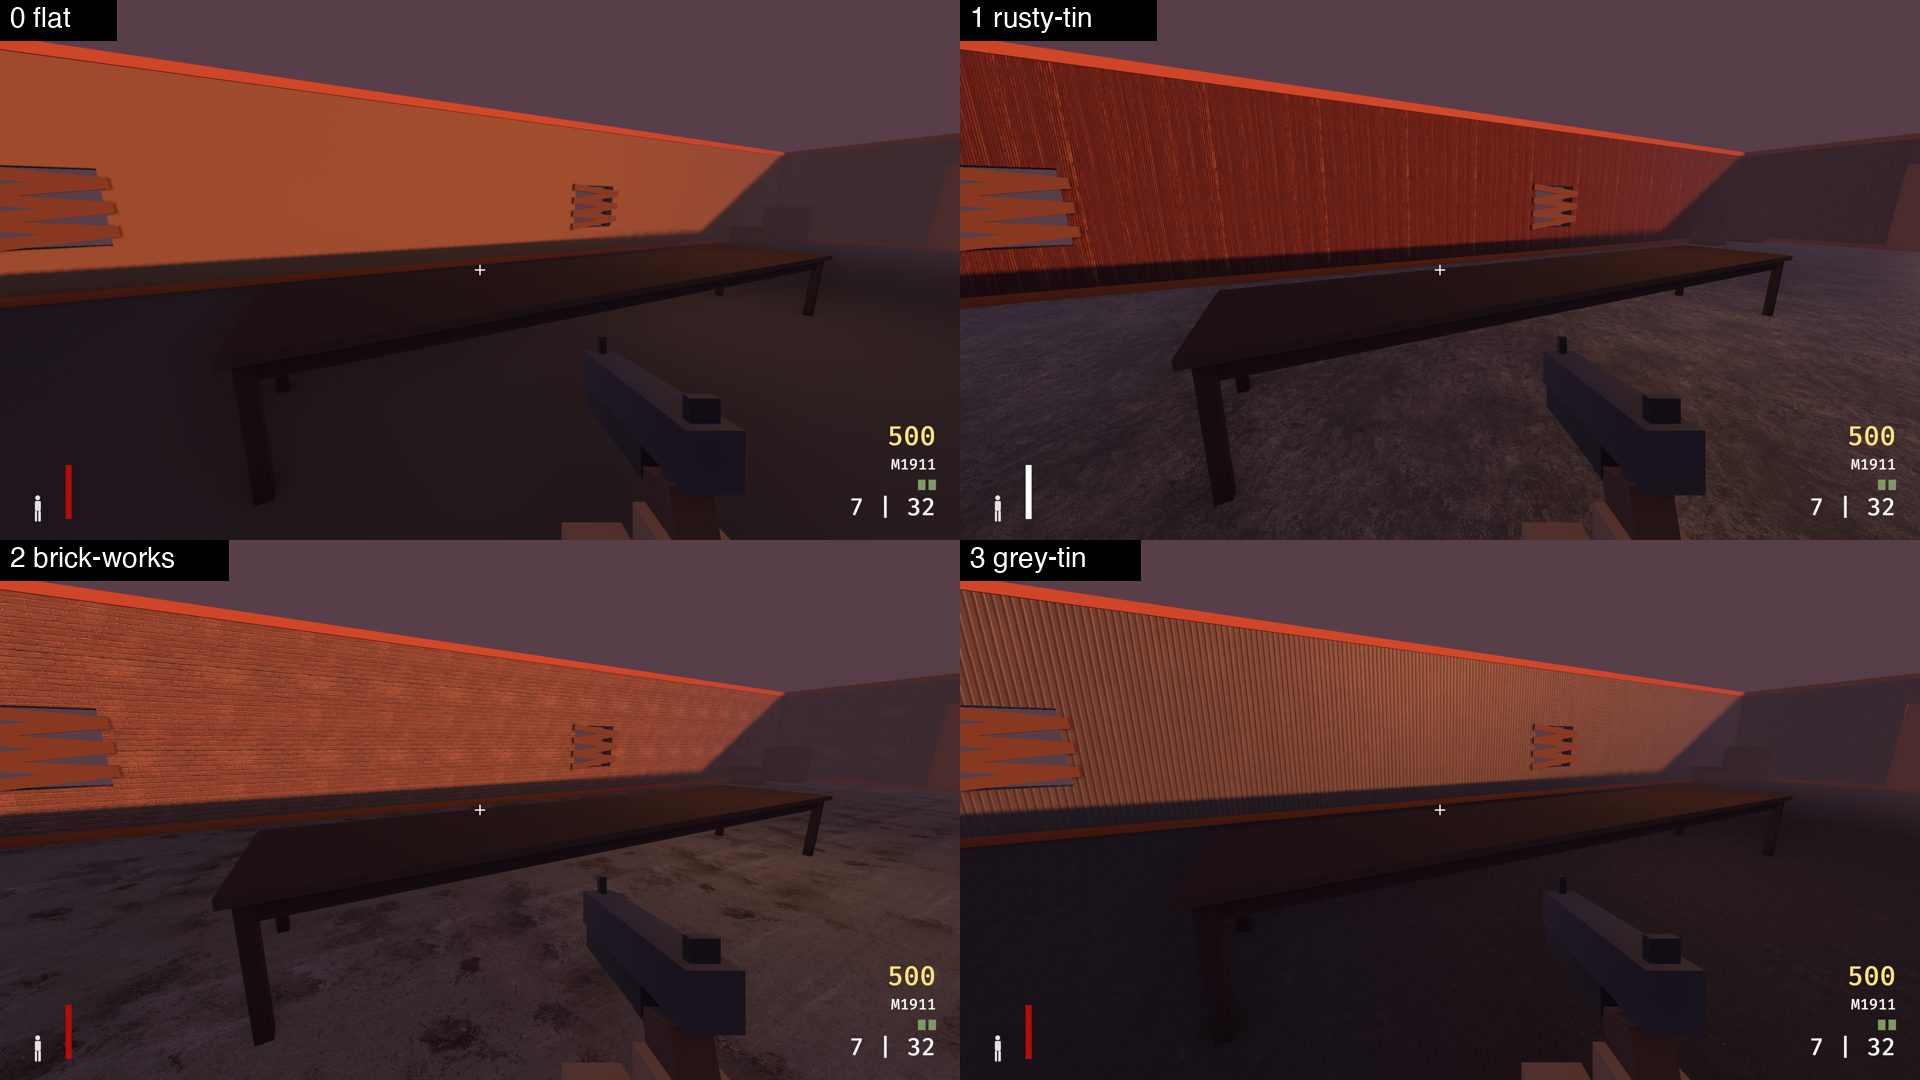 0 flat
500
M1911
7 | 32
1 rusty-tin
500
M1911
7 | 32
2 brick-works
500
M1911
7 | 32
3 grey-tin
500
M1911
7 | 32